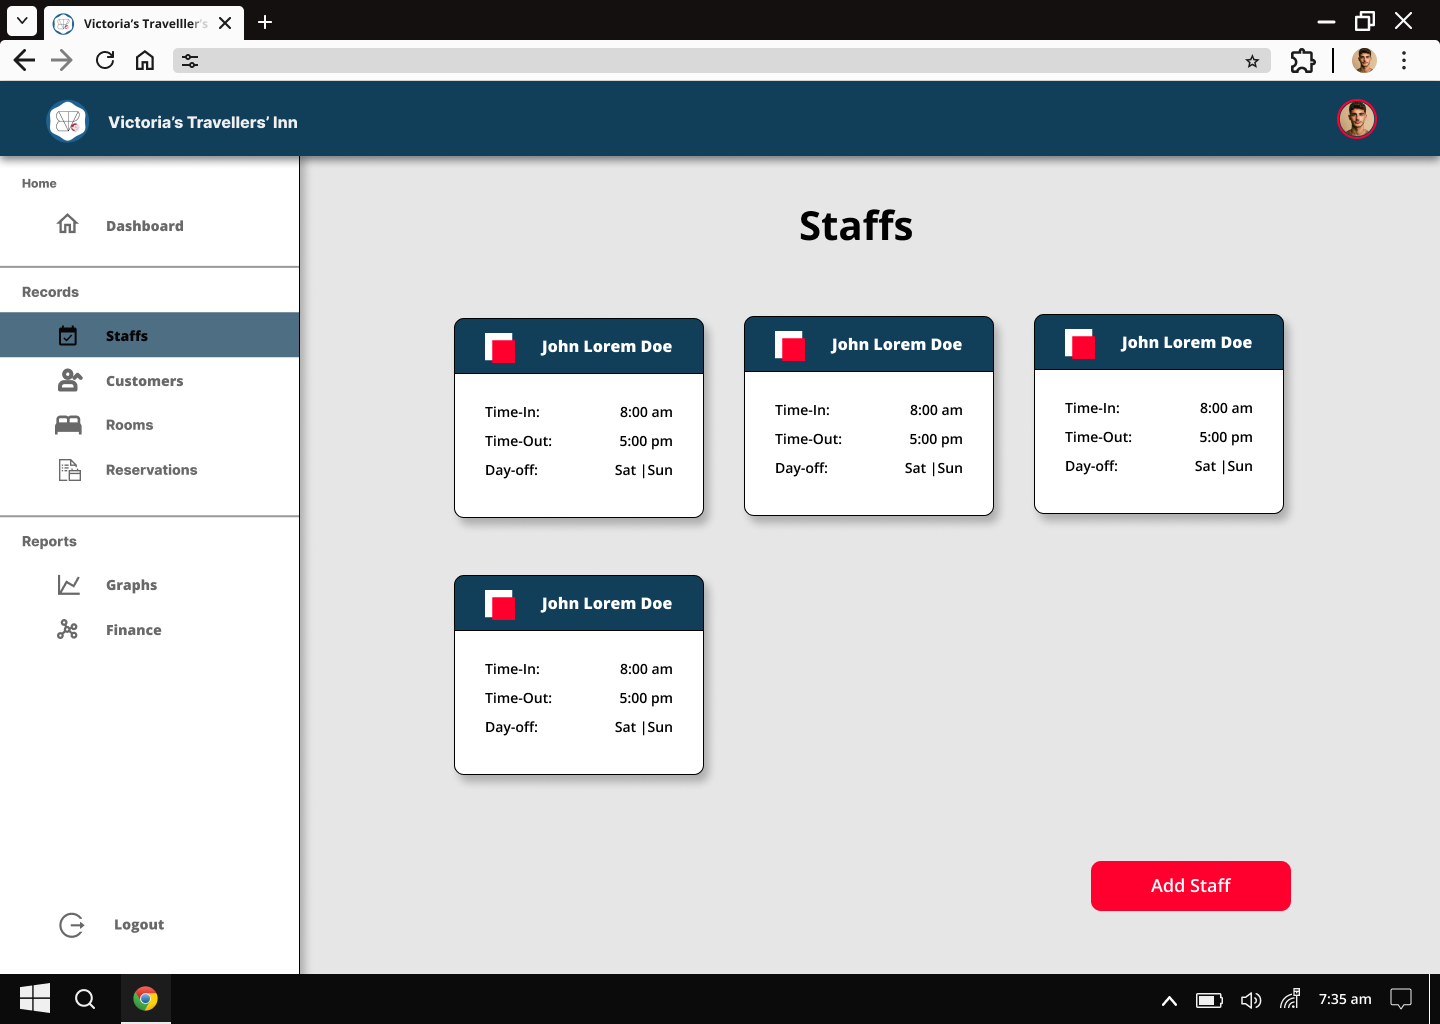 Victoria's Travelller's
Victoria's Travellers' Inn
Home
Dashboard
Records
Staffs
Customers
Rooms
Reservations
Reports
Graphs
Finance
Logout
Staffs
John Lorem Doe
Time-In: 8:00 am
Time-Out: 5:00 pm
Day-off: Sat |Sun
John Lorem Doe
Time-In: 8:00 am
Time-Out: 5:00 pm
Day-off: Sat |Sun
John Lorem Doe
Time-In: 8:00 am
Time-Out: 5:00 pm
Day-off: Sat |Sun
John Lorem Doe
Time-In: 8:00 am
Time-Out: 5:00 pm
Day-off: Sat |Sun
Add Staff
7:35 am